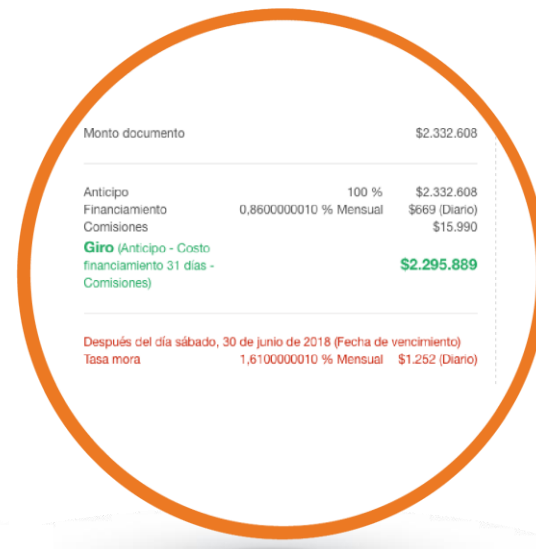 Monto documento $2.332.608
Anticipo 100 % $2.332.608
Financiamiento 0,8600000010 % Mensual $669 (Diario)
Comisiones $15.990
Giro (Anticipo - Costo
financiamiento 31 días - $2.295.889
Comisiones)
Después del día sábado, 30 de junio de 2018 (Fecha de vencimiento)
Tasa mora 1,6100000010 % Mensual $1.252 (Diario)